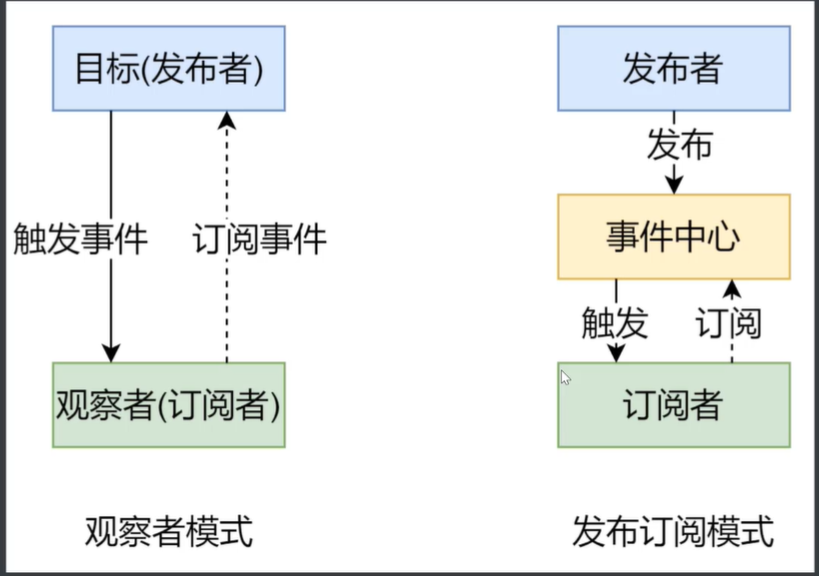 目标(发布者)
触发事件
订阅事件
观察者(订阅者)
观察者模式
发布者
发布
事件中心
触发
订阅
订阅者
发布订阅模式